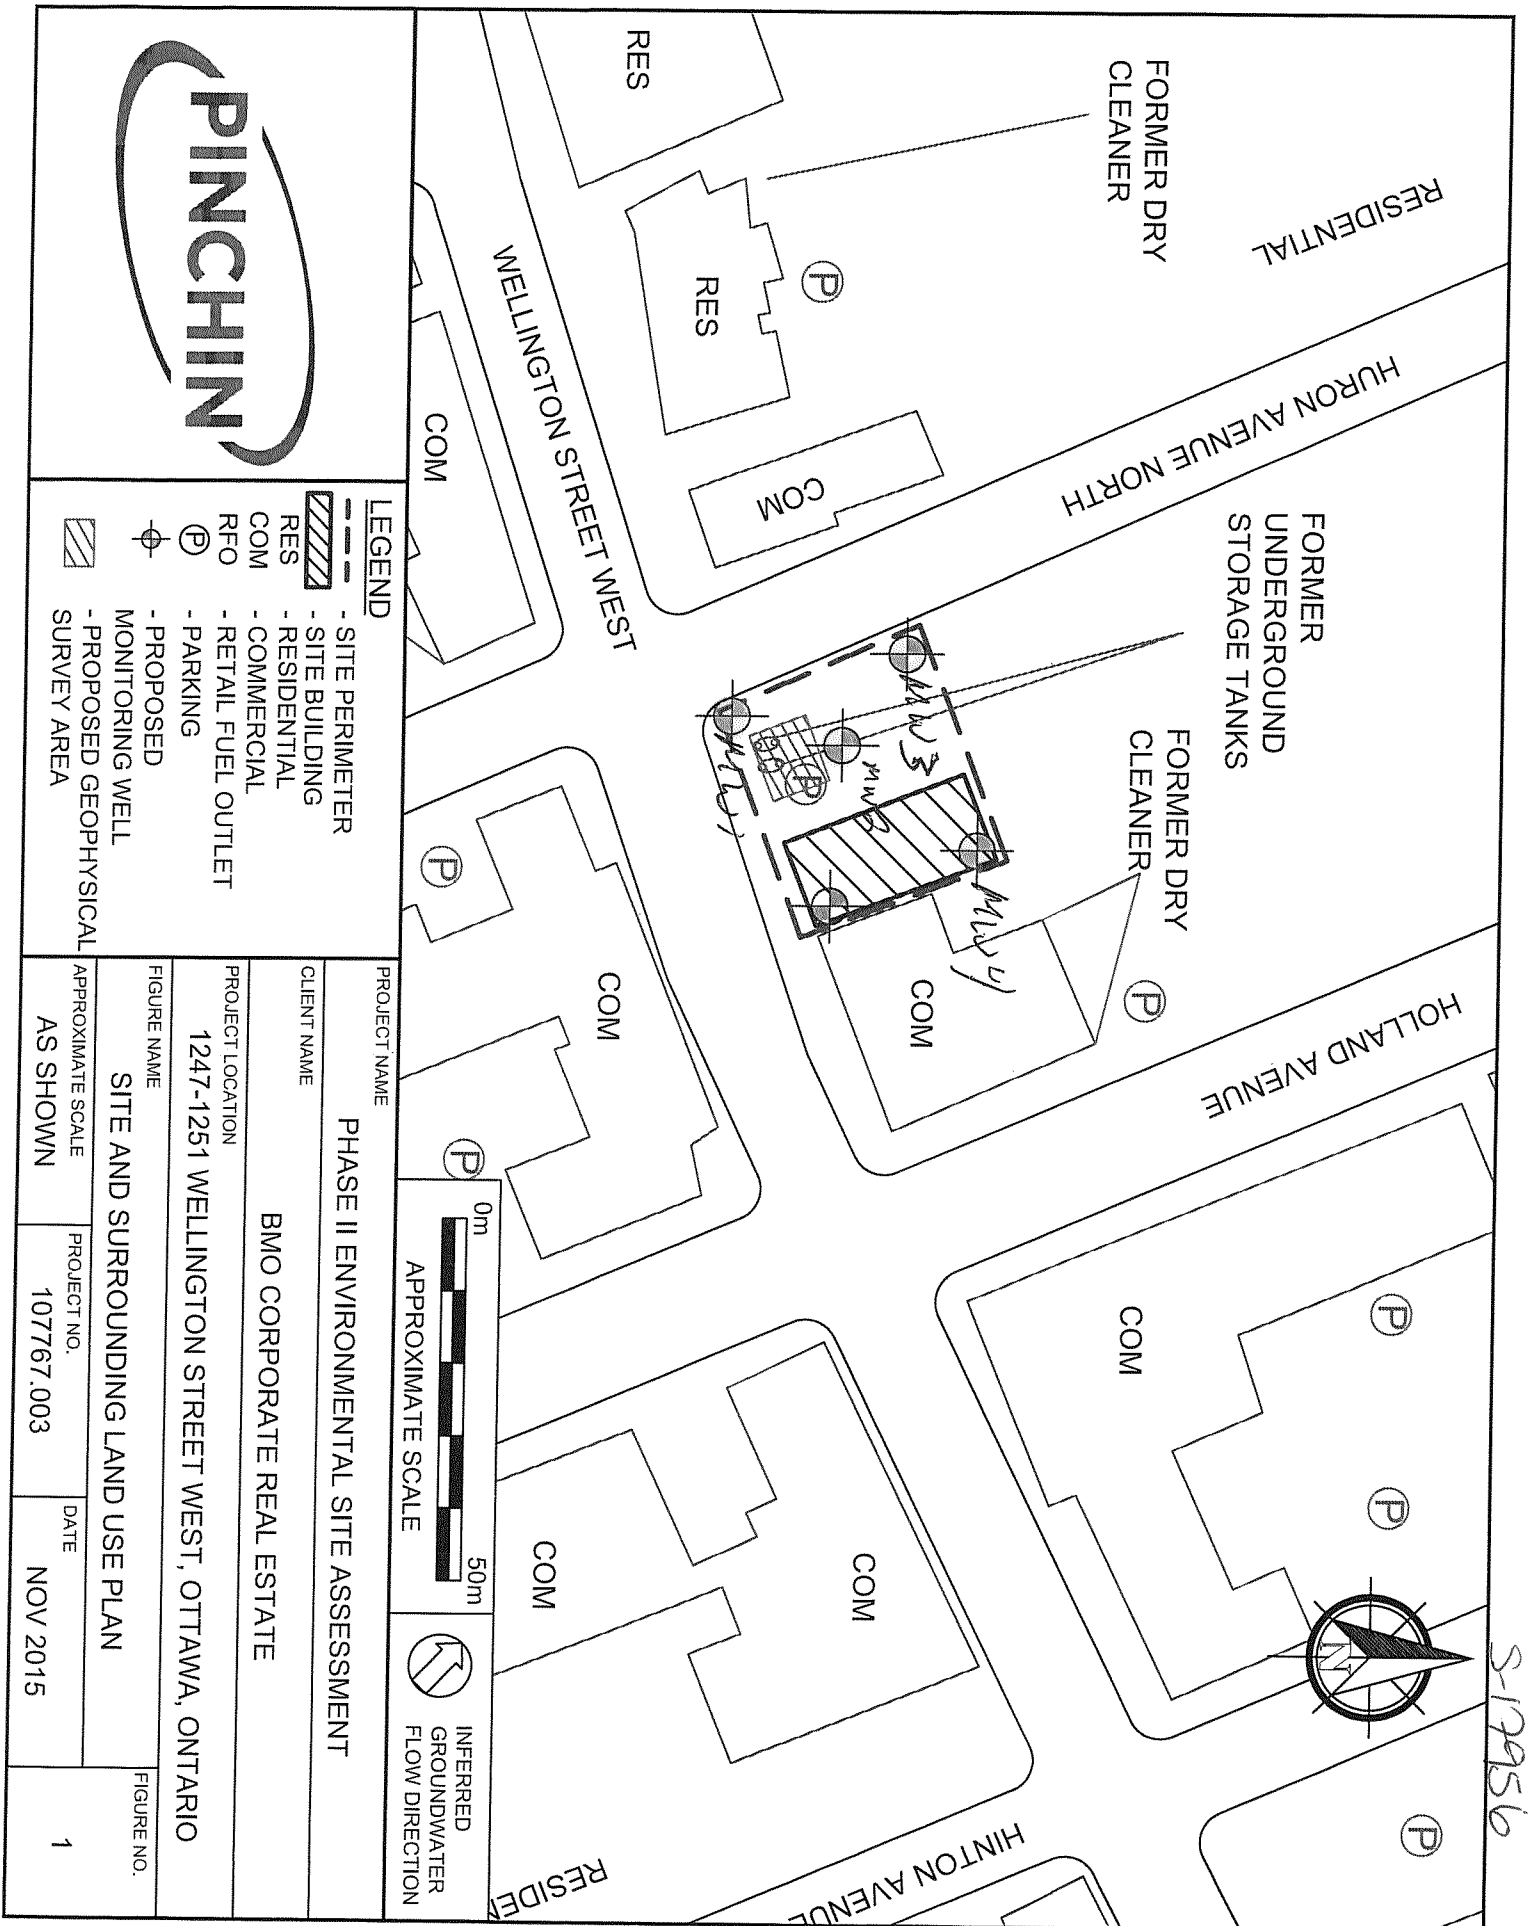 S-17956
RESIDENTIAL
FORMER DRY
CLEANER
HURON AVENUE NORTH
FORMER
UNDERGROUND
STORAGE TANKS
FORMER DRY
CLEANER
HOLLAND AVENUE
P
P
P
P
RES
RES
P
COM
MW3
MW2
P
MW1
MW4
COM
COM
COM
WELLINGTON STREET WEST
COM
P
COM
P
COM
HINTON AVENUE
RESIDEN
0m
50m
APPROXIMATE SCALE
INFERRED
GROUNDWATER
FLOW DIRECTION
N
PINCHIN
LEGEND
- SITE PERIMETER
- SITE BUILDING
RES - RESIDENTIAL
COM - COMMERCIAL
RFO - RETAIL FUEL OUTLET
P - PARKING
- PROPOSED
MONITORING WELL
- PROPOSED GEOPHYSICAL
SURVEY AREA
PROJECT NAME
PHASE II ENVIRONMENTAL SITE ASSESSMENT
CLIENT NAME
BMO CORPORATE REAL ESTATE
PROJECT LOCATION
1247-1251 WELLINGTON STREET WEST, OTTAWA, ONTARIO
FIGURE NAME
SITE AND SURROUNDING LAND USE PLAN
FIGURE NO.
1
APPROXIMATE SCALE
AS SHOWN
PROJECT NO.
107767.003
DATE
NOV 2015